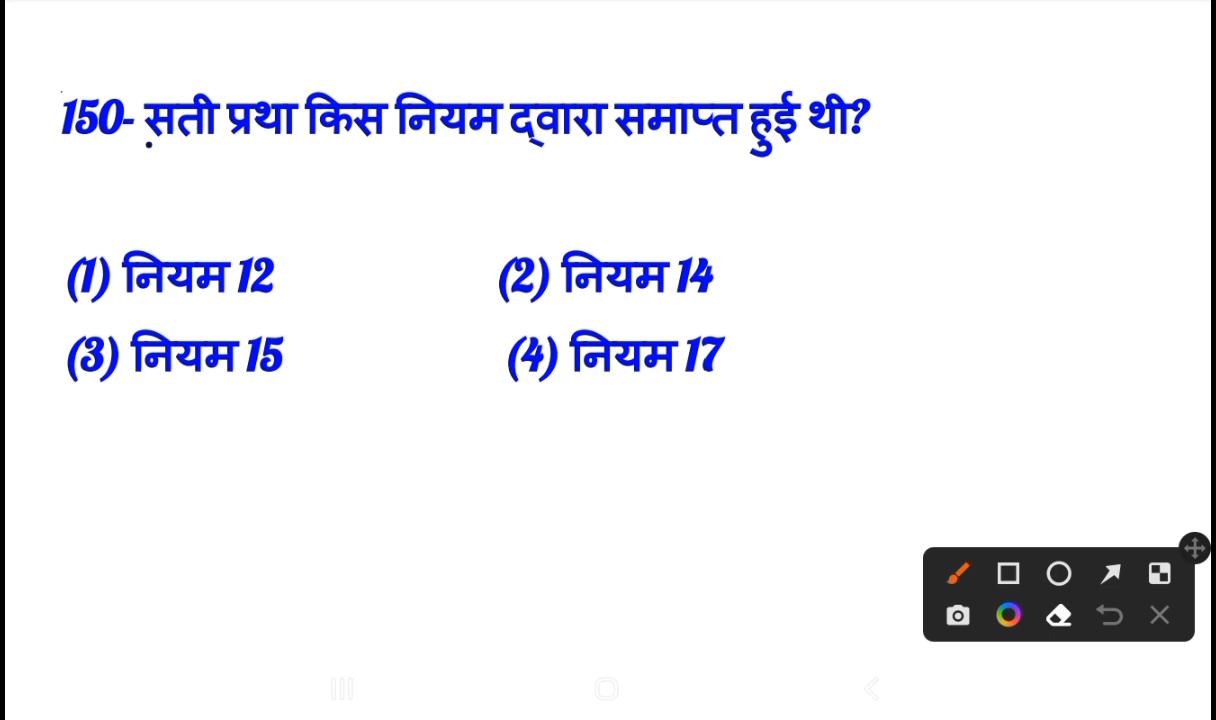 150- सती प्रथा किस नियम द्वारा समाप्त हुई थी?
(1) नियम 12 (2) नियम 14
(3) नियम 15 (4) नियम 17